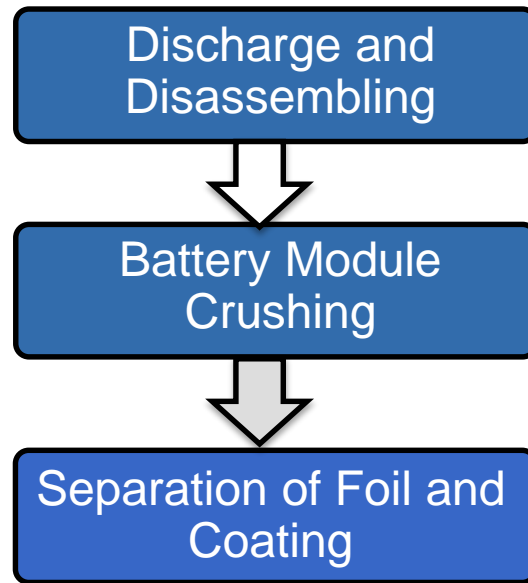 Discharge and
Disassembling
Battery Module
Crushing
Separation of Foil and
Coating